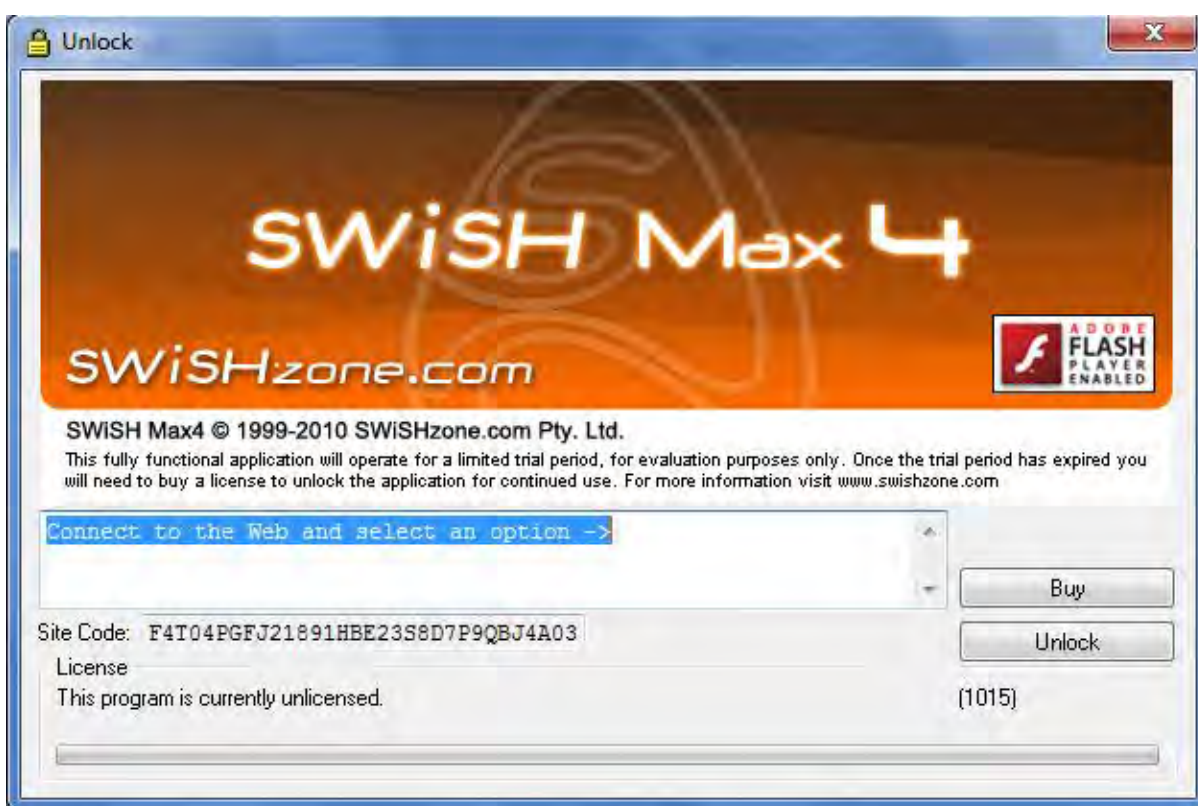 Unlock
SWiSH Max 4
SWiSHzone.com
ADOBE
FLASH
PLAYER
ENABLED
SWiSH Max4 © 1999-2010 SWiSHzone.com Pty. Ltd.
This fully functional application will operate for a limited trial period, for evaluation purposes only. Once the trial period has expired you
will need to buy a license to unlock the application for continued use. For more information visit www.swishzone.com
Connect to the Web and select an option ->
Buy
Site Code: F4T04PGFJ21891HBE23S8D7P9QBJ4A03
Unlock
License
This program is currently unlicensed.
(1015)